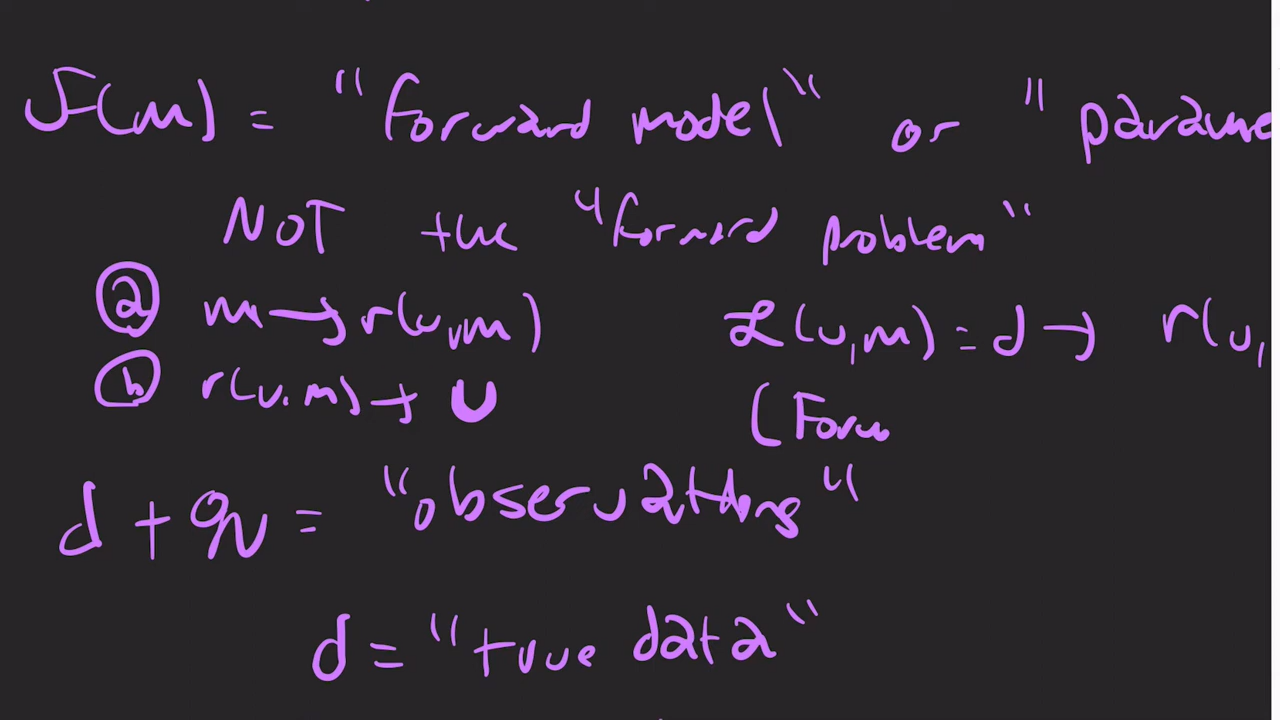 F(m) = "forward model" or "parame
NOT the "forward problem"
ⓐ m → r(u,m) L(u,m) = d → r(u,
ⓑ r(u,m) → u (Forw
d + η = "observations"
d = "true data"